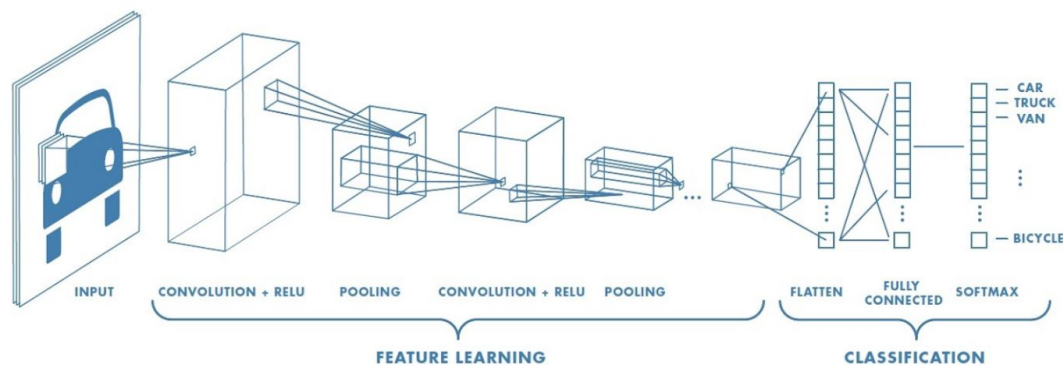 CAR
TRUCK
VAN
BICYCLE
INPUT
CONVOLUTION + RELU
POOLING
CONVOLUTION + RELU
POOLING
FLATTEN
FULLY
CONNECTED
SOFTMAX
FEATURE LEARNING
CLASSIFICATION